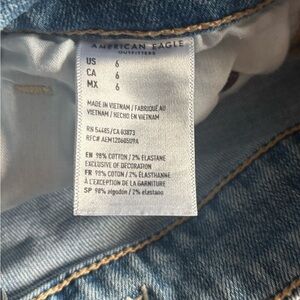 AMERICAN EAGLE
OUTFITTERS
US 6
CA 6
MX 6
MADE IN VIETNAM / FABRIQUÉ AU
VIETNAM / HECHO EN VIETNAM
RN 54485/ CA 03873
RFC# AEM120605U9A
EN 98% COTTON / 2% ELASTANE
EXCLUSIVE OF DECORATION
FR 98% COTON / 2% ÉLASTHANNE
À L'EXCEPTION DE LA GARNITURE
SP 98% algodón / 2% elastano